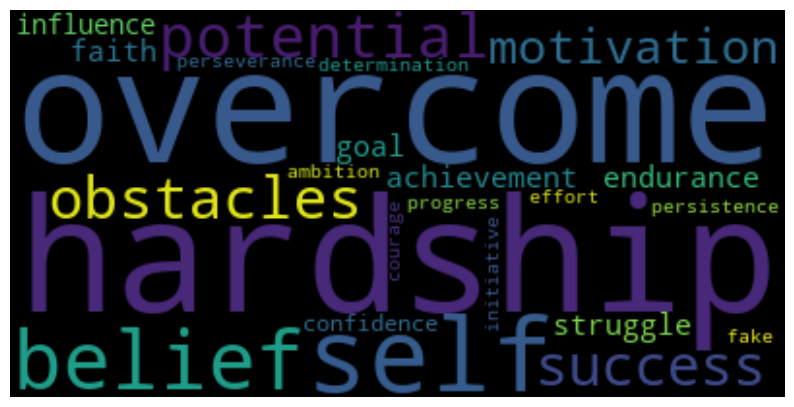 influence
potential
motivation
faith
perseverance
determination
overcome
goal
ambition
achievement
endurance
obstacles
progress
effort
persistence
courage
initiative
hardship
confidence
struggle
fake
belief
self
success